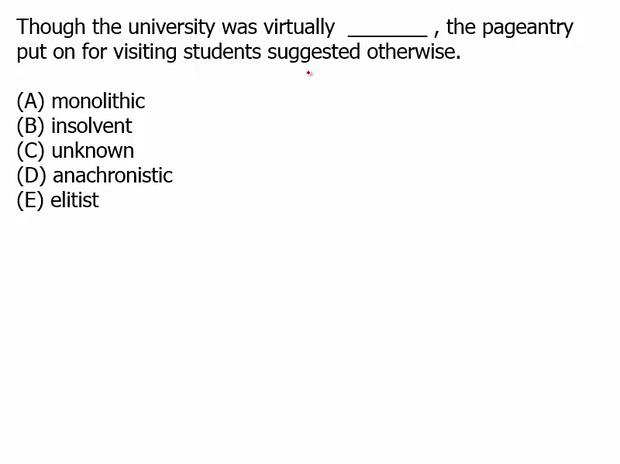 Though the university was virtually ________ , the pageantry
put on for visiting students suggested otherwise.
(A) monolithic
(B) insolvent
(C) unknown
(D) anachronistic
(E) elitist